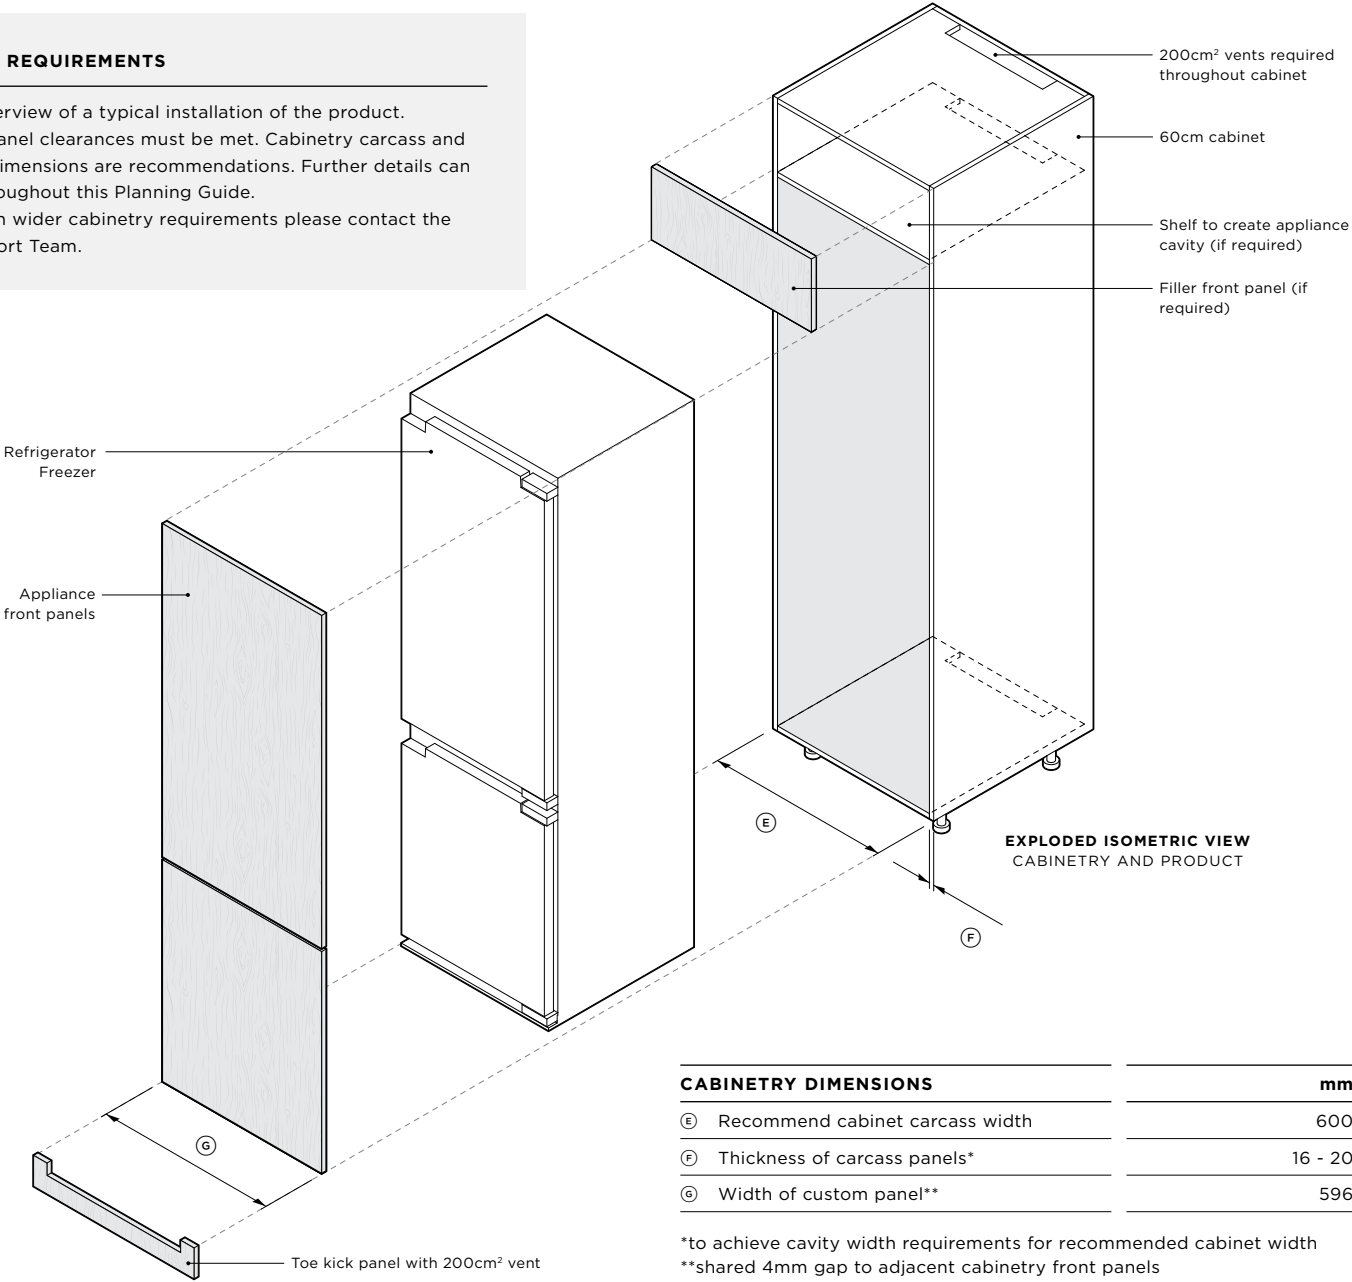 REQUIREMENTS
erview of a typical installation of the product.
anel clearances must be met. Cabinetry carcass and
imensions are recommendations. Further details can
oughout this Planning Guide.
n wider cabinetry requirements please contact the
ort Team.
200cm² vents required
throughout cabinet
60cm cabinet
Shelf to create appliance
cavity (if required)
Filler front panel (if
required)
Refrigerator
Freezer
Appliance
front panels
E
F
EXPLODED ISOMETRIC VIEW
CABINETRY AND PRODUCT
G
Toe kick panel with 200cm² vent
CABINETRY DIMENSIONS mm
E Recommend cabinet carcass width 600
F Thickness of carcass panels* 16 - 20
G Width of custom panel** 596
*to achieve cavity width requirements for recommended cabinet width
**shared 4mm gap to adjacent cabinetry front panels